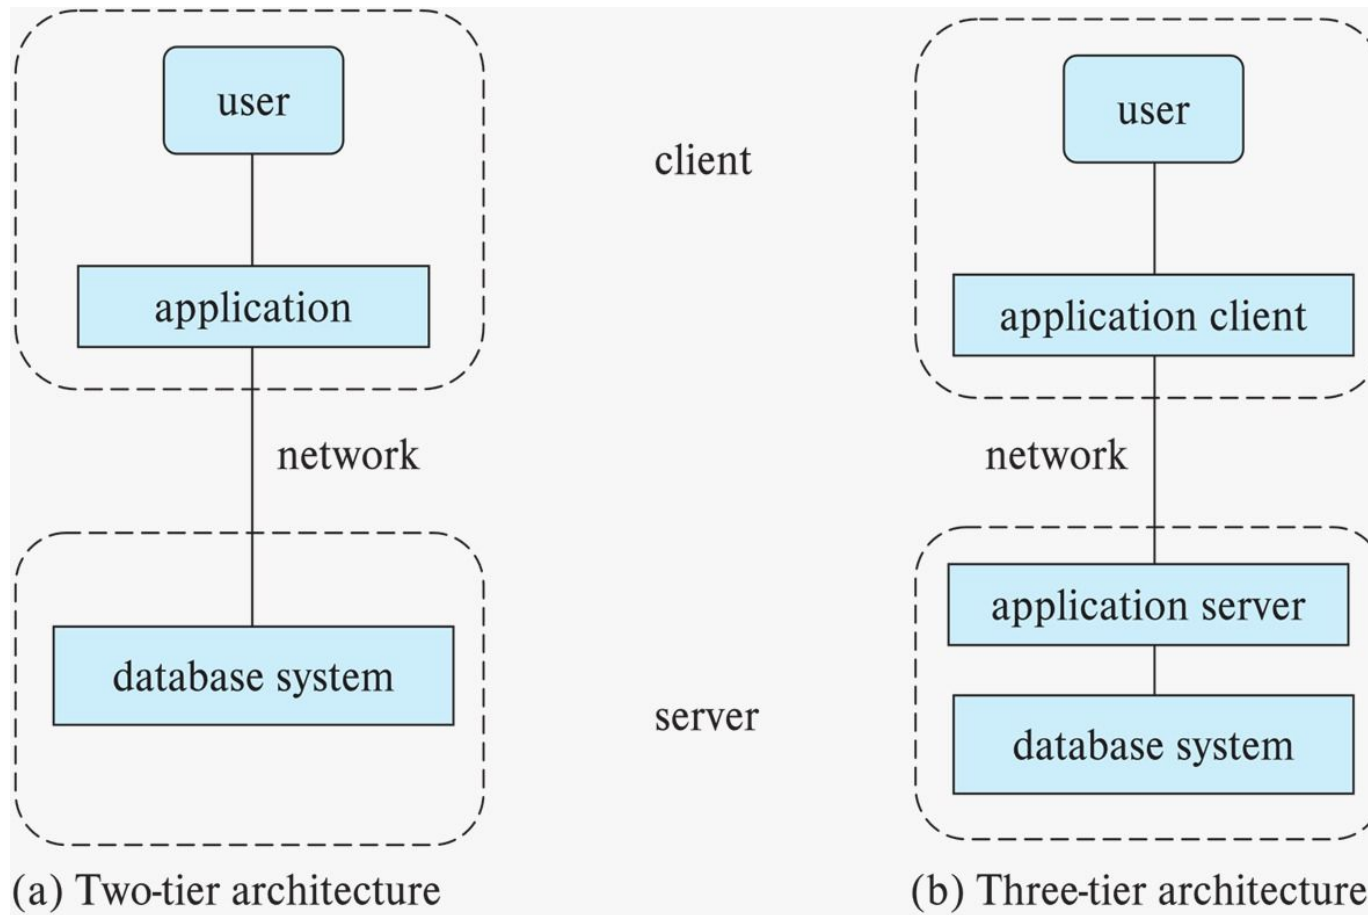 user
application
network
database system
(a) Two-tier architecture
client
server
user
application client
network
application server
database system
(b) Three-tier architecture